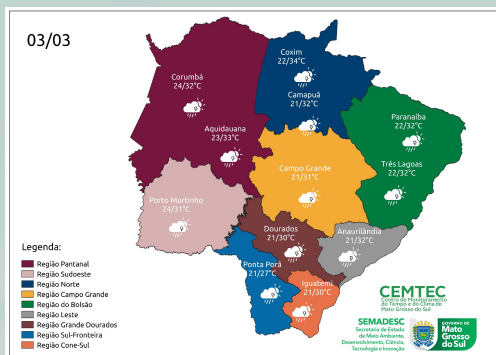 03/03
Coxim
22/34°C
Camapuã
21/32°C
Corumbá
24/32°C
Aquidauana
23/33°C
Paranaíba
22/32°C
Três Lagoas
22/32°C
Campo Grande
21/31°C
Porto Murtinho
24/31°C
Dourados
21/30°C
Anaurilândia
21/32°C
Ponta Porã
21/27°C
Iguatemi
21/30°C
Legenda:
Região Pantanal
Região Sudoeste
Região Norte
Região Campo Grande
Região do Bolsão
Região Leste
Região Grande Dourados
Região Sul-Fronteira
Região Cone-Sul
CEMTEC
Centro de Monitoramento
do Tempo e do Clima de
Mato Grosso do Sul
SEMADESC
Secretaria de Estado
de Meio Ambiente,
Desenvolvimento, Ciência,
Tecnologia e Inovação
GOVERNO DE
Mato
Grosso
do Sul